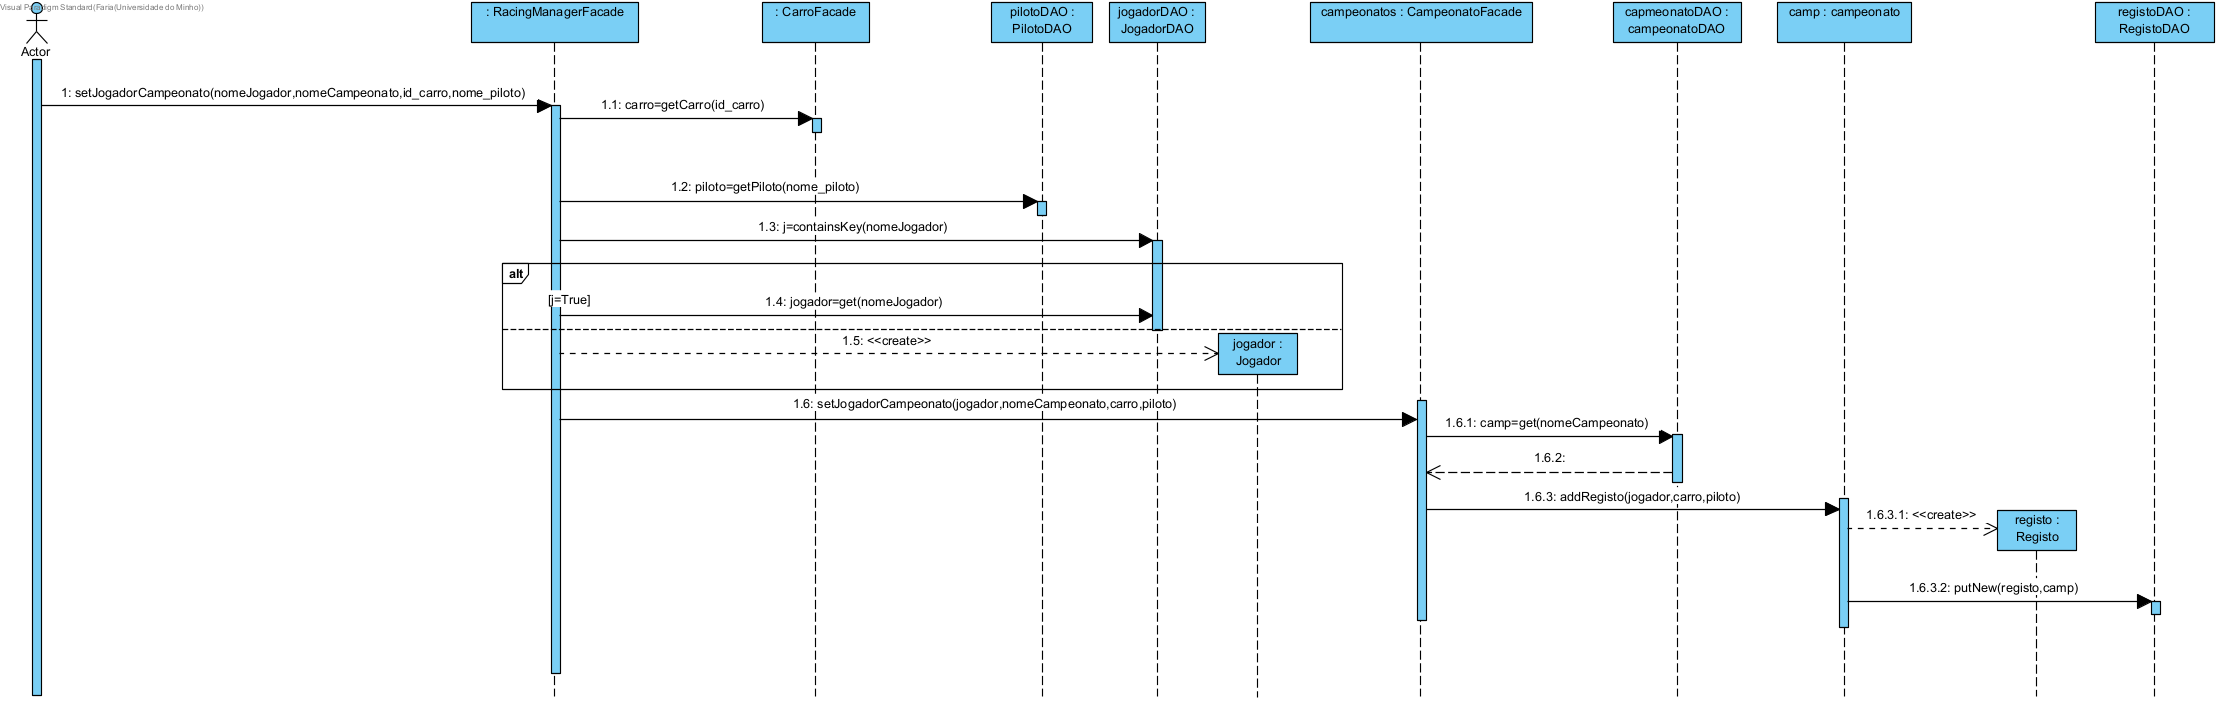 Visual Paradigm Standard(Faria(Universidade do Minho))
Actor
: RacingManagerFacade
: CarroFacade
pilotoDAO :
PilotoDAO
jogadorDAO :
JogadorDAO
campeonatos : CampeonatoFacade
capmeonatoDAO :
campeonatoDAO
camp : campeonato
registoDAO :
RegistoDAO
1: setJogadorCampeonato(nomeJogador,nomeCampeonato,id_carro,nome_piloto)
1.1: carro=getCarro(id_carro)
1.2: piloto=getPiloto(nome_piloto)
1.3: j=containsKey(nomeJogador)
alt
[j=True]
1.4: jogador=get(nomeJogador)
1.5: <<create>>
jogador :
Jogador
1.6: setJogadorCampeonato(jogador,nomeCampeonato,carro,piloto)
1.6.1: camp=get(nomeCampeonato)
1.6.2:
1.6.3: addRegisto(jogador,carro,piloto)
1.6.3.1: <<create>>
registo :
Registo
1.6.3.2: putNew(registo,camp)